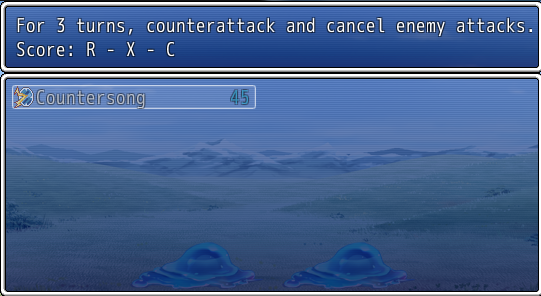 For 3 turns, counterattack and cancel enemy attacks.
Score: R - X - C
Countersong 45